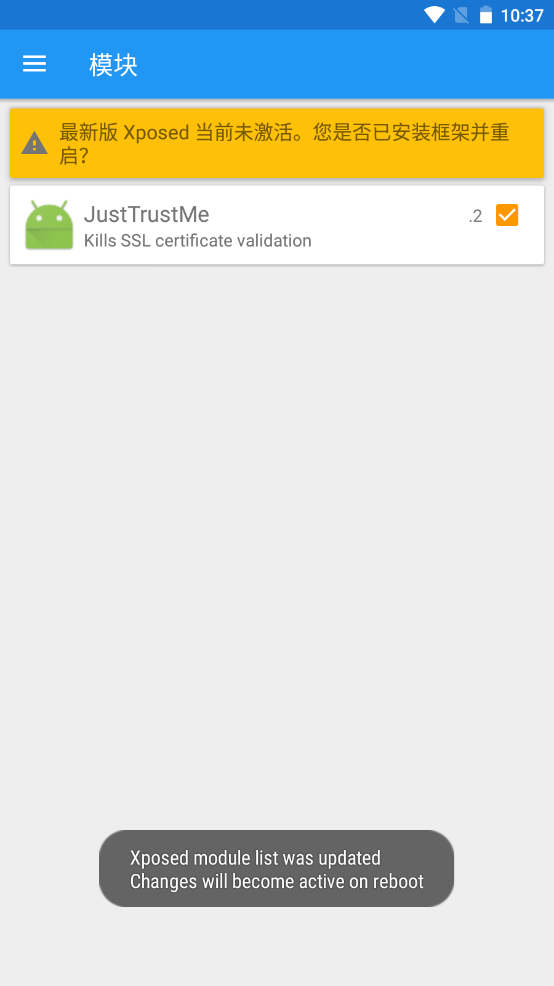 10:37
模块
最新版 Xposed 当前未激活。您是否已安装框架并重
启？
JustTrustMe .2
Kills SSL certificate validation
Xposed module list was updated
Changes will become active on reboot